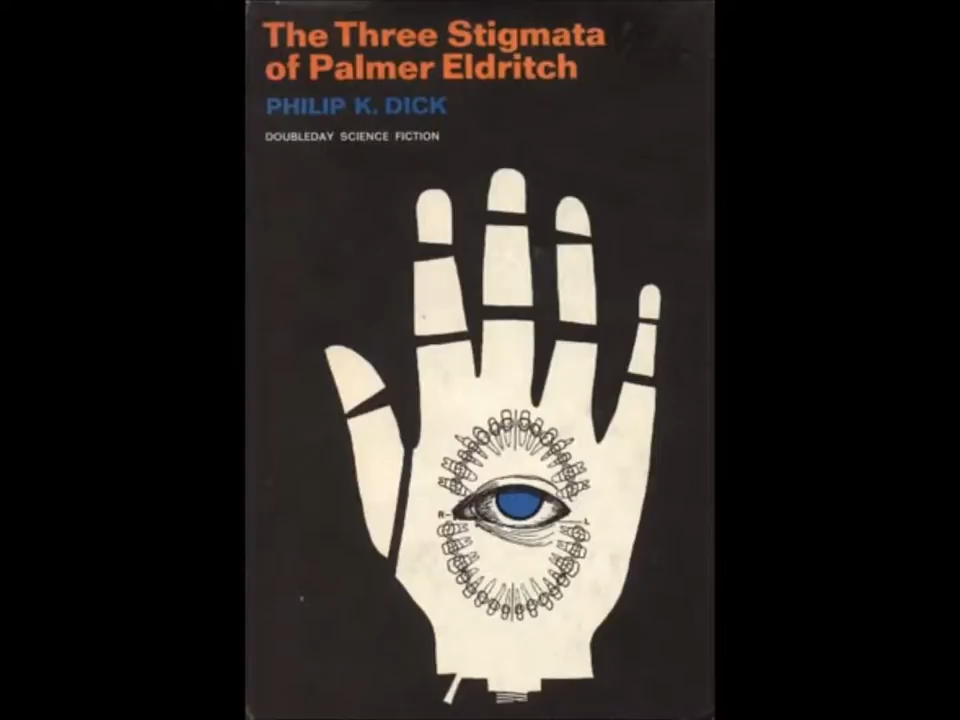 The Three Stigmata
of Palmer Eldritch
PHILIP K. DICK
DOUBLEDAY SCIENCE FICTION
R-
L